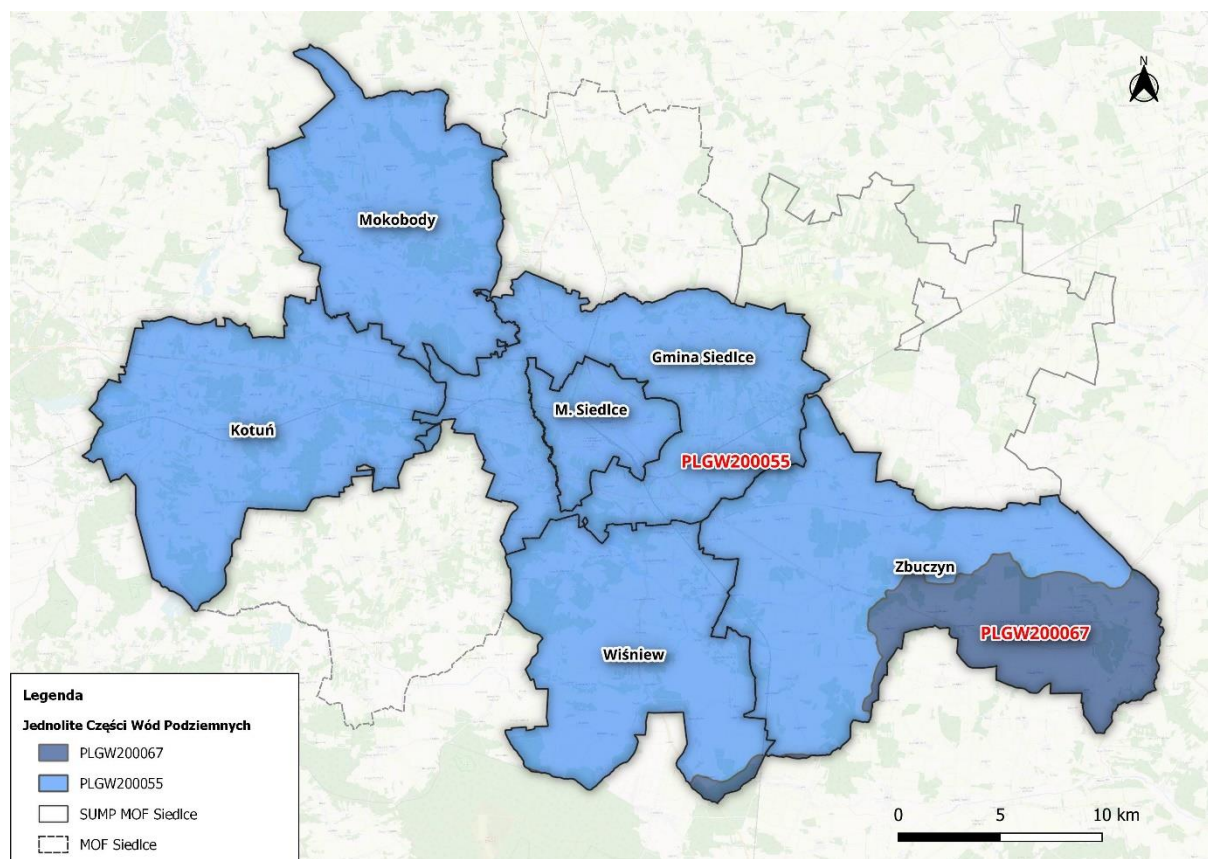 N
Mokobody
Gmina Siedlce
M. Siedlce
Kotuń
PLGW200055
Zbuczyn
PLGW200067
Wiśniew
Legenda
Jednolite Części Wód Podziemnych
PLGW200067
PLGW200055
SUMP MOF Siedlce
MOF Siedlce
0 5 10 km